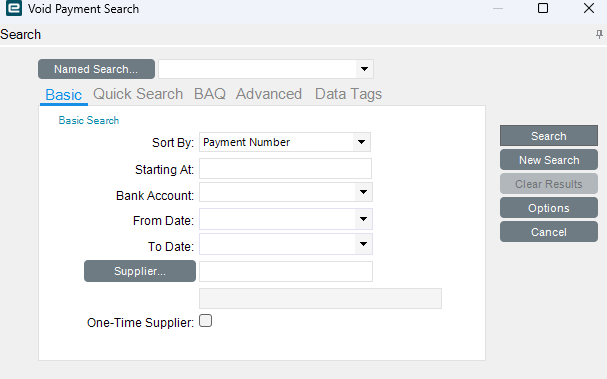 Void Payment Search
Search
Named Search...
Basic Quick Search BAQ Advanced Data Tags
Basic Search
Sort By: Payment Number
Starting At:
Bank Account:
From Date:
To Date:
Supplier...
One-Time Supplier:
Search
New Search
Clear Results
Options
Cancel